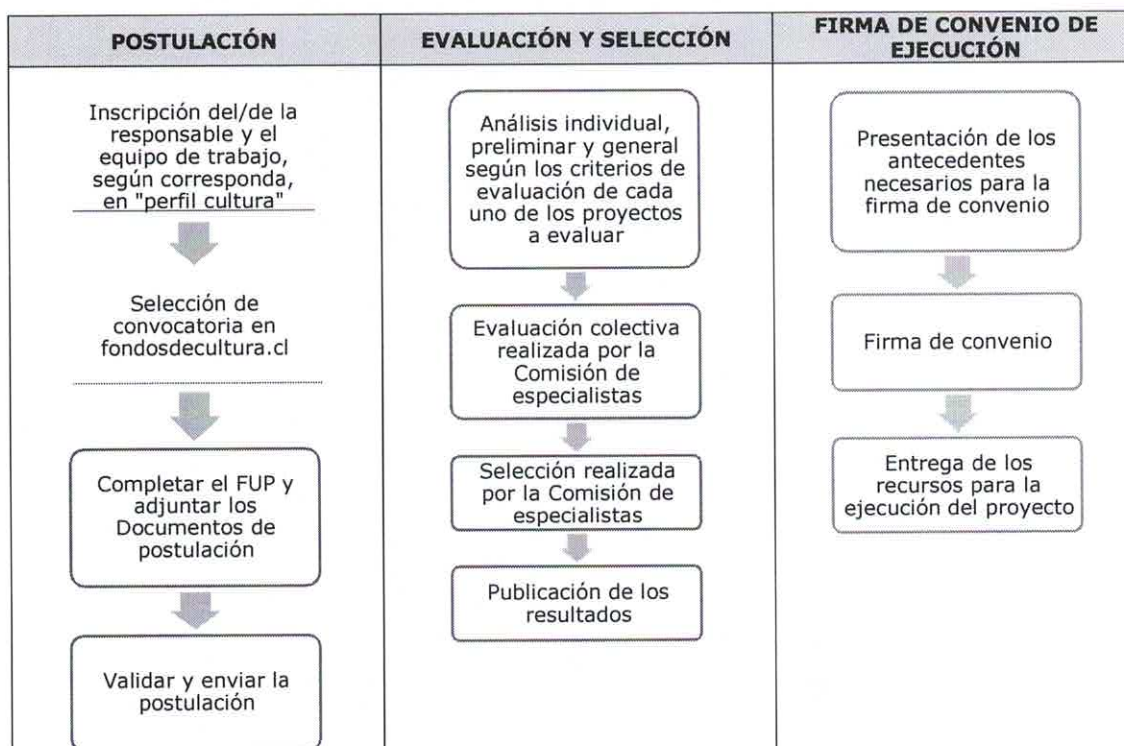 POSTULACIÓN
Inscripción del/de la
responsable y el
equipo de trabajo,
según corresponda,
en "perfil cultura"
Selección de
convocatoria en
fondosdecultura.cl
Completar el FUP y
adjuntar los
Documentos de
postulación
Validar y enviar la
postulación
EVALUACIÓN Y SELECCIÓN
Análisis individual,
preliminar y general
según los criterios de
evaluación de cada
uno de los proyectos
a evaluar
Evaluación colectiva
realizada por la
Comisión de
especialistas
Selección realizada
por la Comisión de
especialistas
Publicación de los
resultados
FIRMA DE CONVENIO DE
EJECUCIÓN
Presentación de los
antecedentes
necesarios para la
firma de convenio
Firma de convenio
Entrega de los
recursos para la
ejecución del proyecto